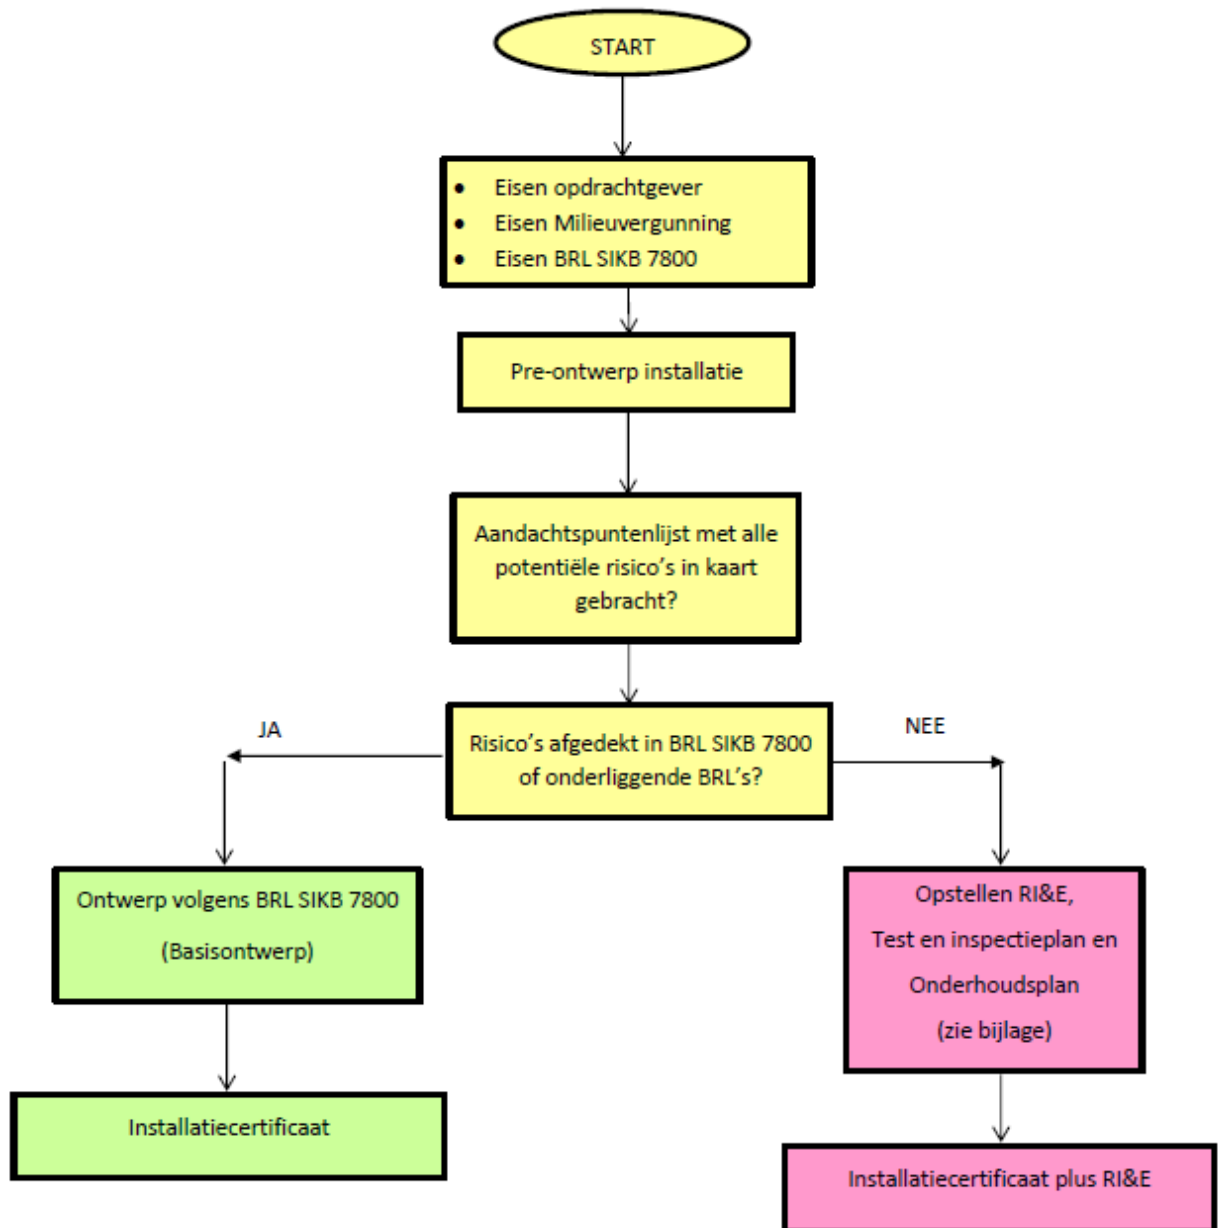 START
• Eisen opdrachtgever
• Eisen Milieuvergunning
• Eisen BRL SIKB 7800
Pre-ontwerp installatie
Aandachtspuntenlijst met alle
potentiële risico's in kaart
gebracht?
Risico's afgedekt in BRL SIKB 7800
of onderliggende BRL's?
JA
NEE
Ontwerp volgens BRL SIKB 7800
(Basisontwerp)
Installatiecertificaat
Opstellen RI&E,
Test en inspectieplan en
Onderhoudsplan
(zie bijlage)
Installatiecertificaat plus RI&E